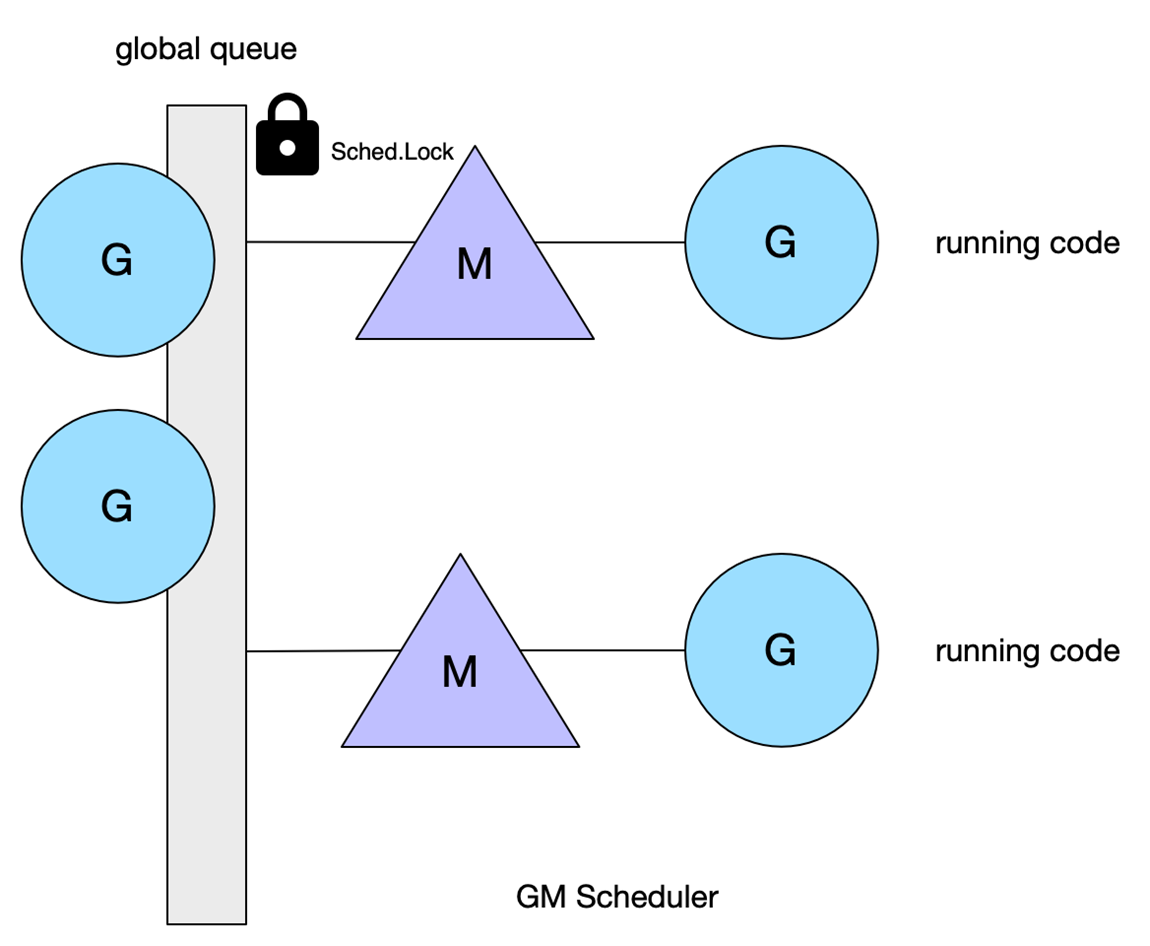 global queue
Sched.Lock
G
M
G
running code
G
M
G
running code
GM Scheduler